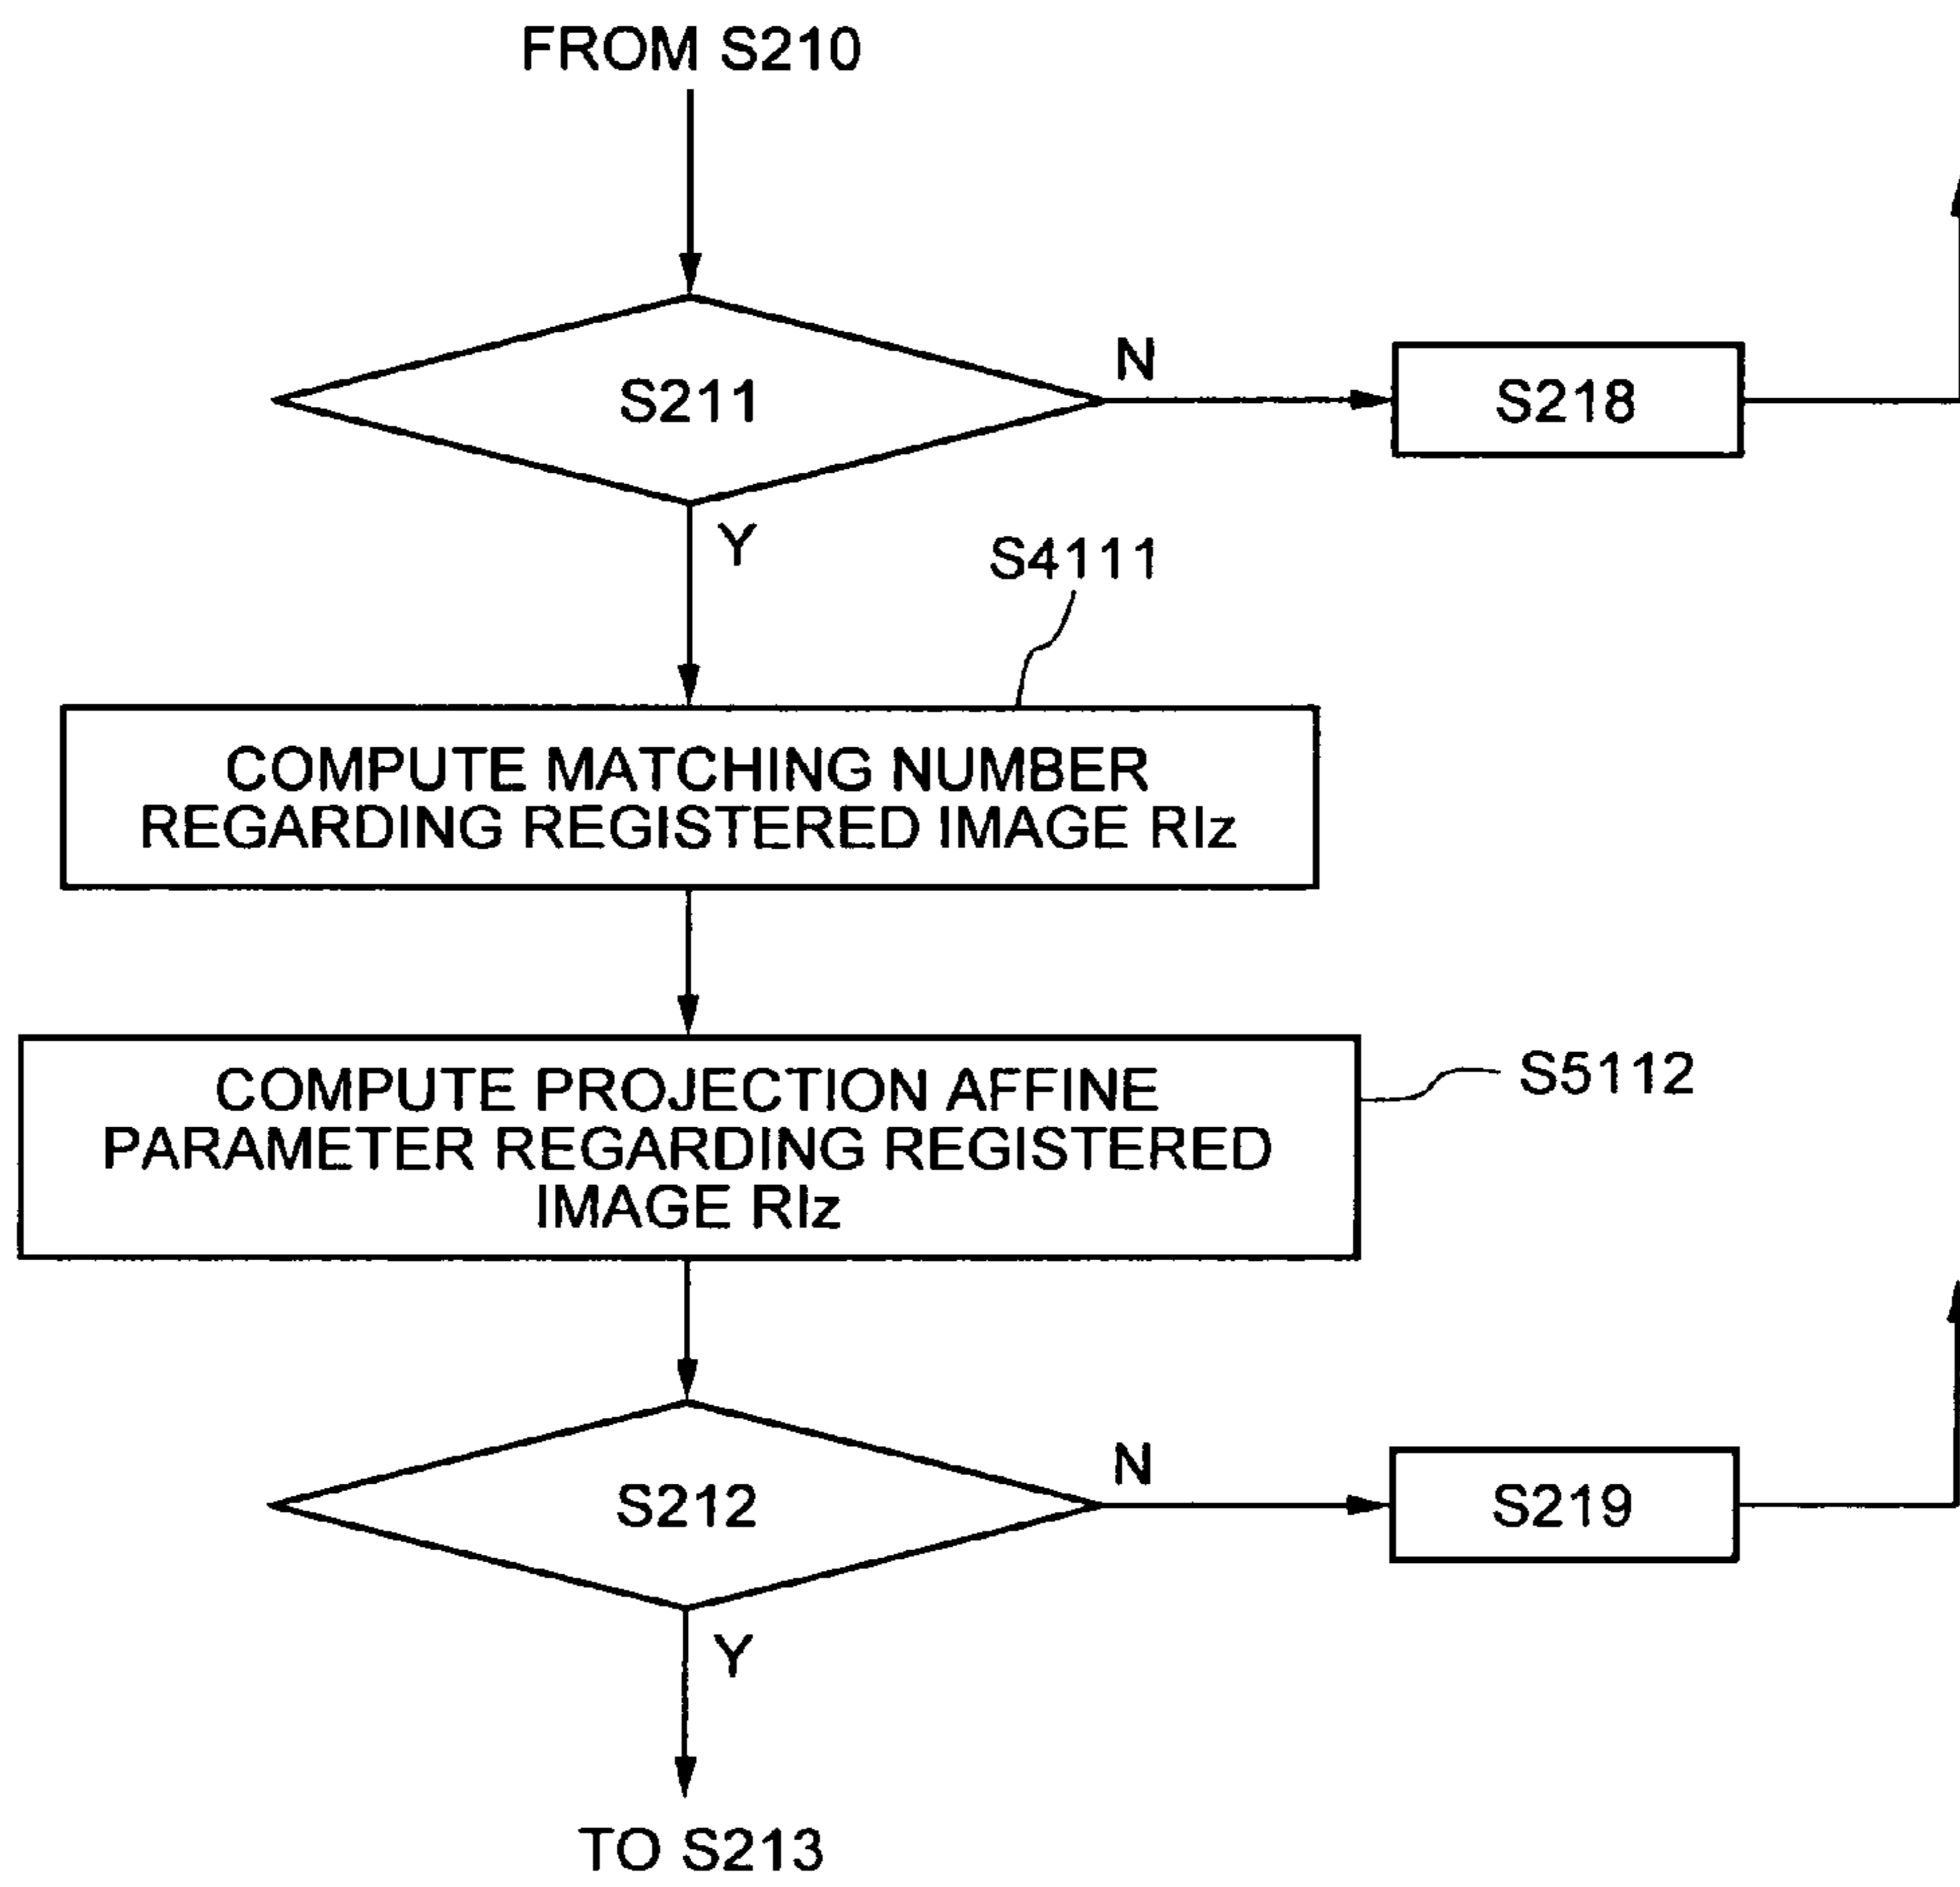 FROM S210
S211
N
S218
Y
S4111
COMPUTE MATCHING NUMBER
REGARDING REGISTERED IMAGE RIz
COMPUTE PROJECTION AFFINE
PARAMETER REGARDING REGISTERED
IMAGE RIz
S5112
S212
N
S219
Y
TO S213